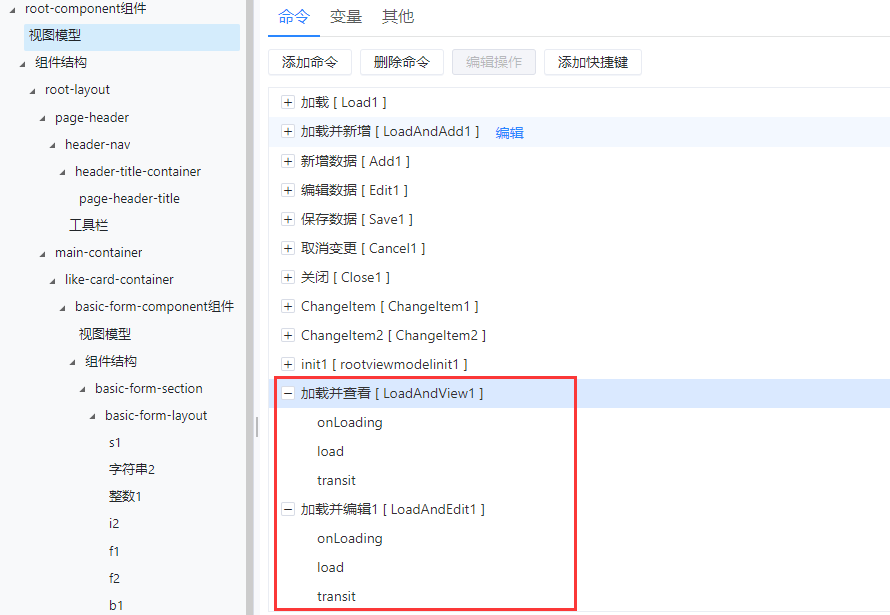 root-component组件
视图模型
组件结构
root-layout
page-header
header-nav
header-title-container
page-header-title
工具栏
main-container
like-card-container
basic-form-component组件
视图模型
组件结构
basic-form-section
basic-form-layout
s1
字符串2
整数1
i2
f1
f2
b1
命令 变量 其他
添加命令 删除命令 编辑操作 添加快捷键
加载 [ Load1 ]
加载并新增 [ LoadAndAdd1 ] 编辑
新增数据 [ Add1 ]
编辑数据 [ Edit1 ]
保存数据 [ Save1 ]
取消变更 [ Cancel1 ]
关闭 [ Close1 ]
ChangeItem [ ChangeItem1 ]
ChangeItem2 [ ChangeItem2 ]
init1 [ rootviewmodelinit1 ]
加载并查看 [ LoadAndView1 ]
onLoading
load
transit
加载并编辑1 [ LoadAndEdit1 ]
onLoading
load
transit